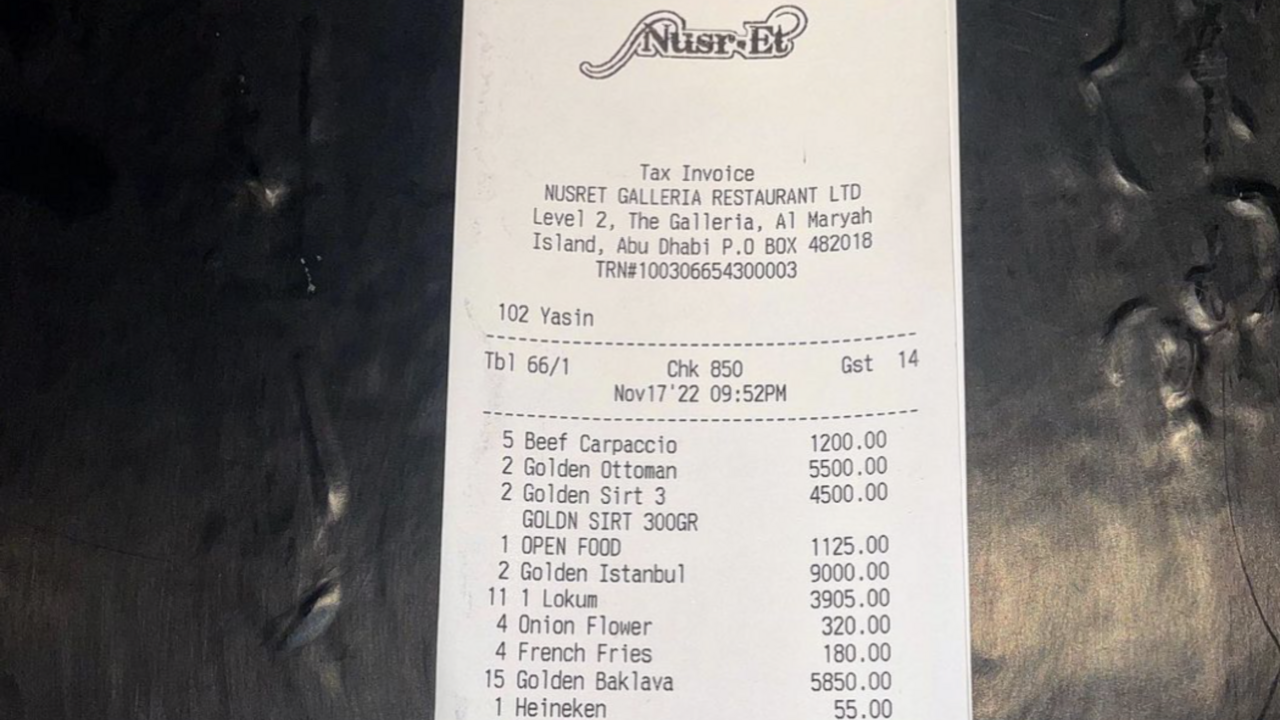 Nusr-Et
Tax Invoice
NUSRET GALLERIA RESTAURANT LTD
Level 2, The Galleria, Al Maryah
Island, Abu Dhabi P.O BOX 482018
TRN#100306654300003
102 Yasin
Tbl 66/1 Chk 850 Gst 14
Nov17'22 09:52PM
5 Beef Carpaccio 1200.00
2 Golden Ottoman 5500.00
2 Golden Sirt 3 4500.00
GOLDN SIRT 300GR
1 OPEN FOOD 1125.00
2 Golden Istanbul 9000.00
11 1 Lokum 3905.00
4 Onion Flower 320.00
4 French Fries 180.00
15 Golden Baklava 5850.00
1 Heineken 55.00